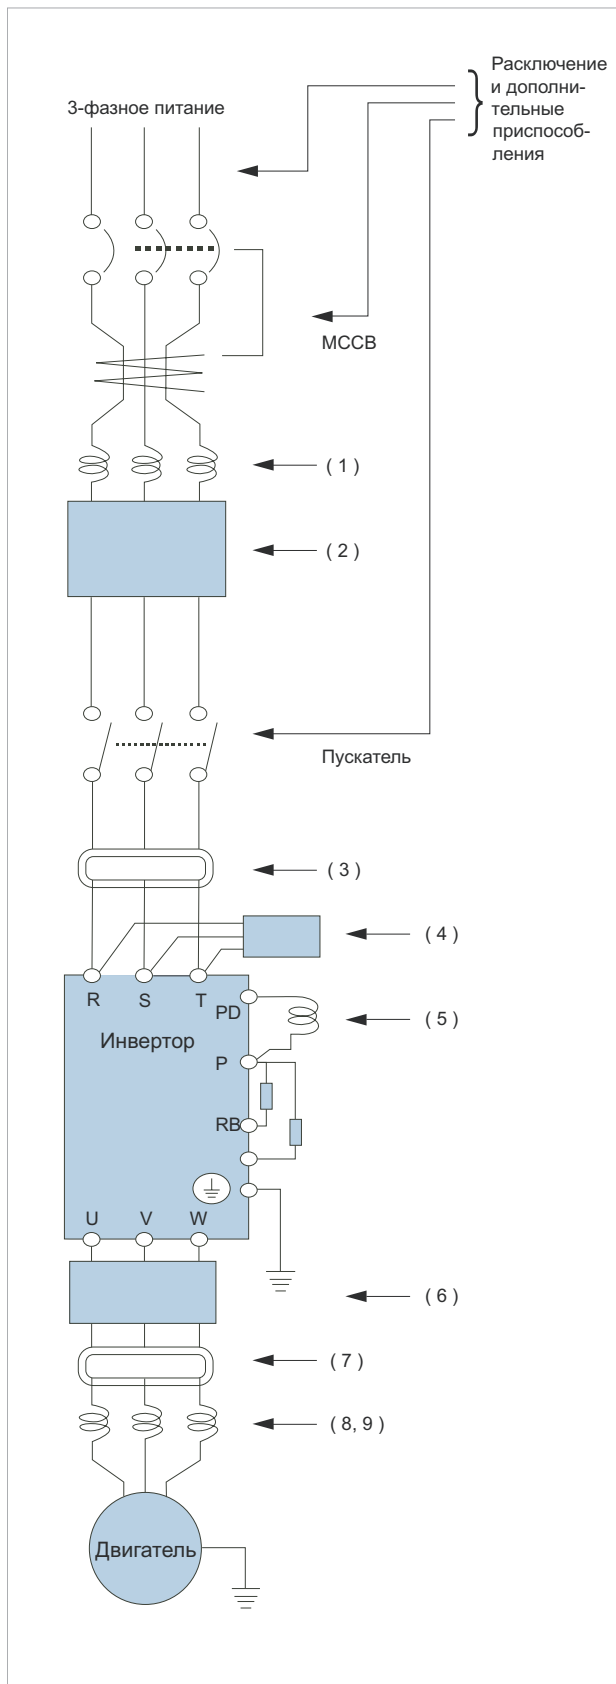 Расключение
и дополни-
тельные
приспособ-
ления
3-фазное питание
МССВ
( 1 )
( 2 )
Пускатель
( 3 )
( 4 )
R S T
PD
( 5 )
Инвертор
P
RB
U V W
( 6 )
( 7 )
( 8, 9 )
Двигатель